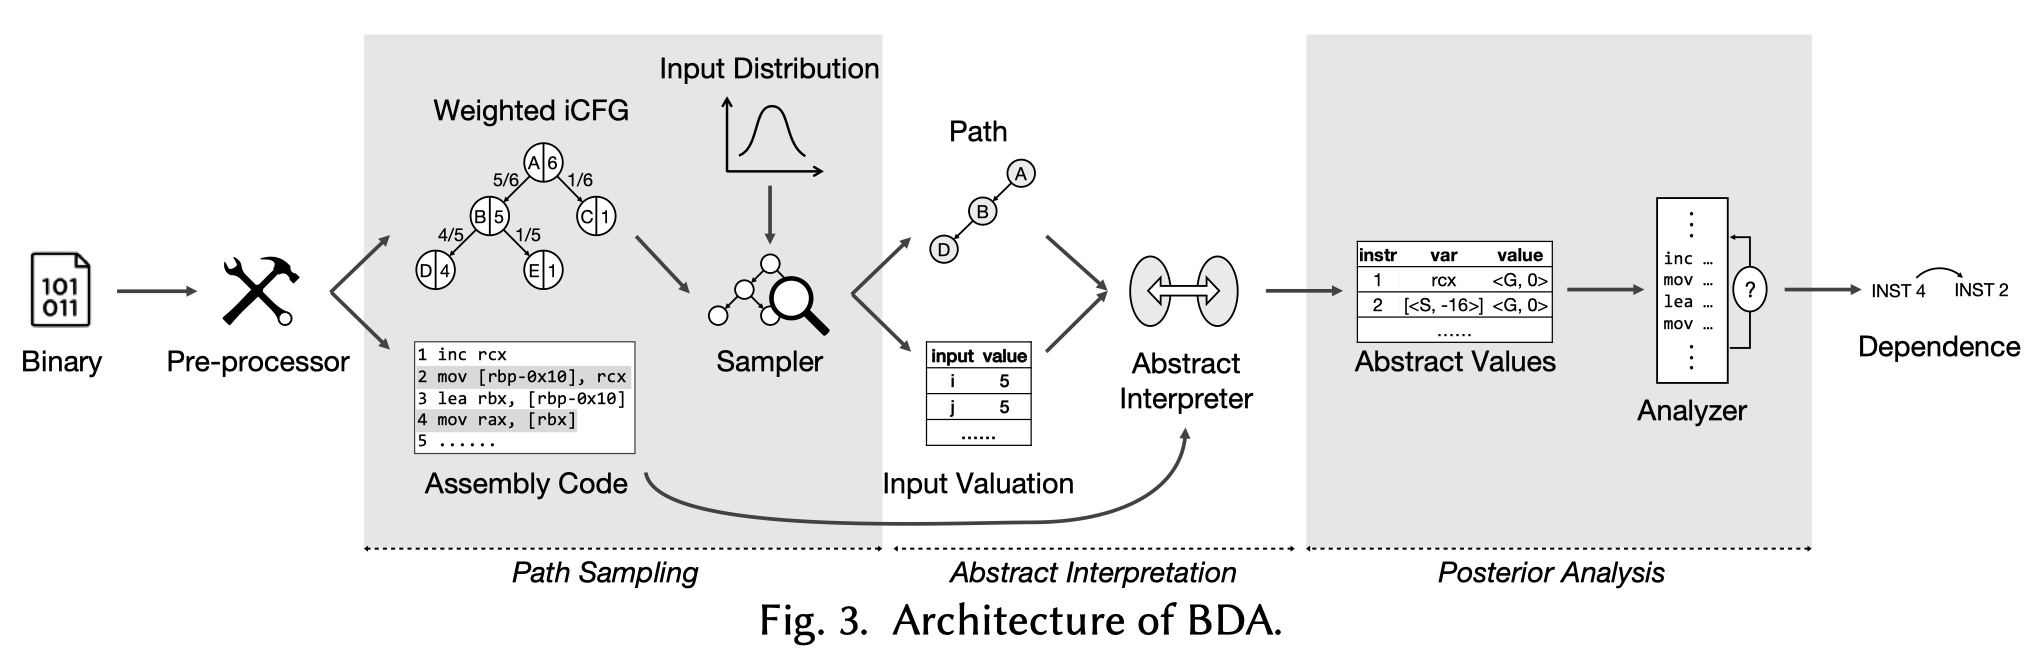 101
011
Binary
Pre-processor
Weighted iCFG
A 6
5/6 1/6
B 5
C 1
4/5 1/5
D 4
E 1
1 inc rcx
2 mov [rbp-0x10], rcx
3 lea rbx, [rbp-0x10]
4 mov rax, [rbx]
5 ......
Assembly Code
Input Distribution
Sampler
Path Sampling
Path
A
B
D
input value
i 5
j 5
......
Input Valuation
Abstract
Interpreter
Abstract Interpretation
instr var value
1 rcx <G, 0>
2 [<S, -16>] <G, 0>
......
Abstract Values
inc ...
mov ...
lea ...
mov ...
?
Analyzer
Posterior Analysis
INST 4 INST 2
Dependence
Fig. 3. Architecture of BDA.